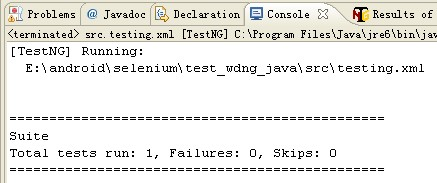 Problems @ Javadoc Declaration Console Results of
<terminated> src.testing.xml [TestNG] C:\Program Files\Java\jre6\bin\jav
[TestNG] Running:
E:\android\selenium\test_wdng_java\src\testing.xml
===============================================
Suite
Total tests run: 1, Failures: 0, Skips: 0
===============================================